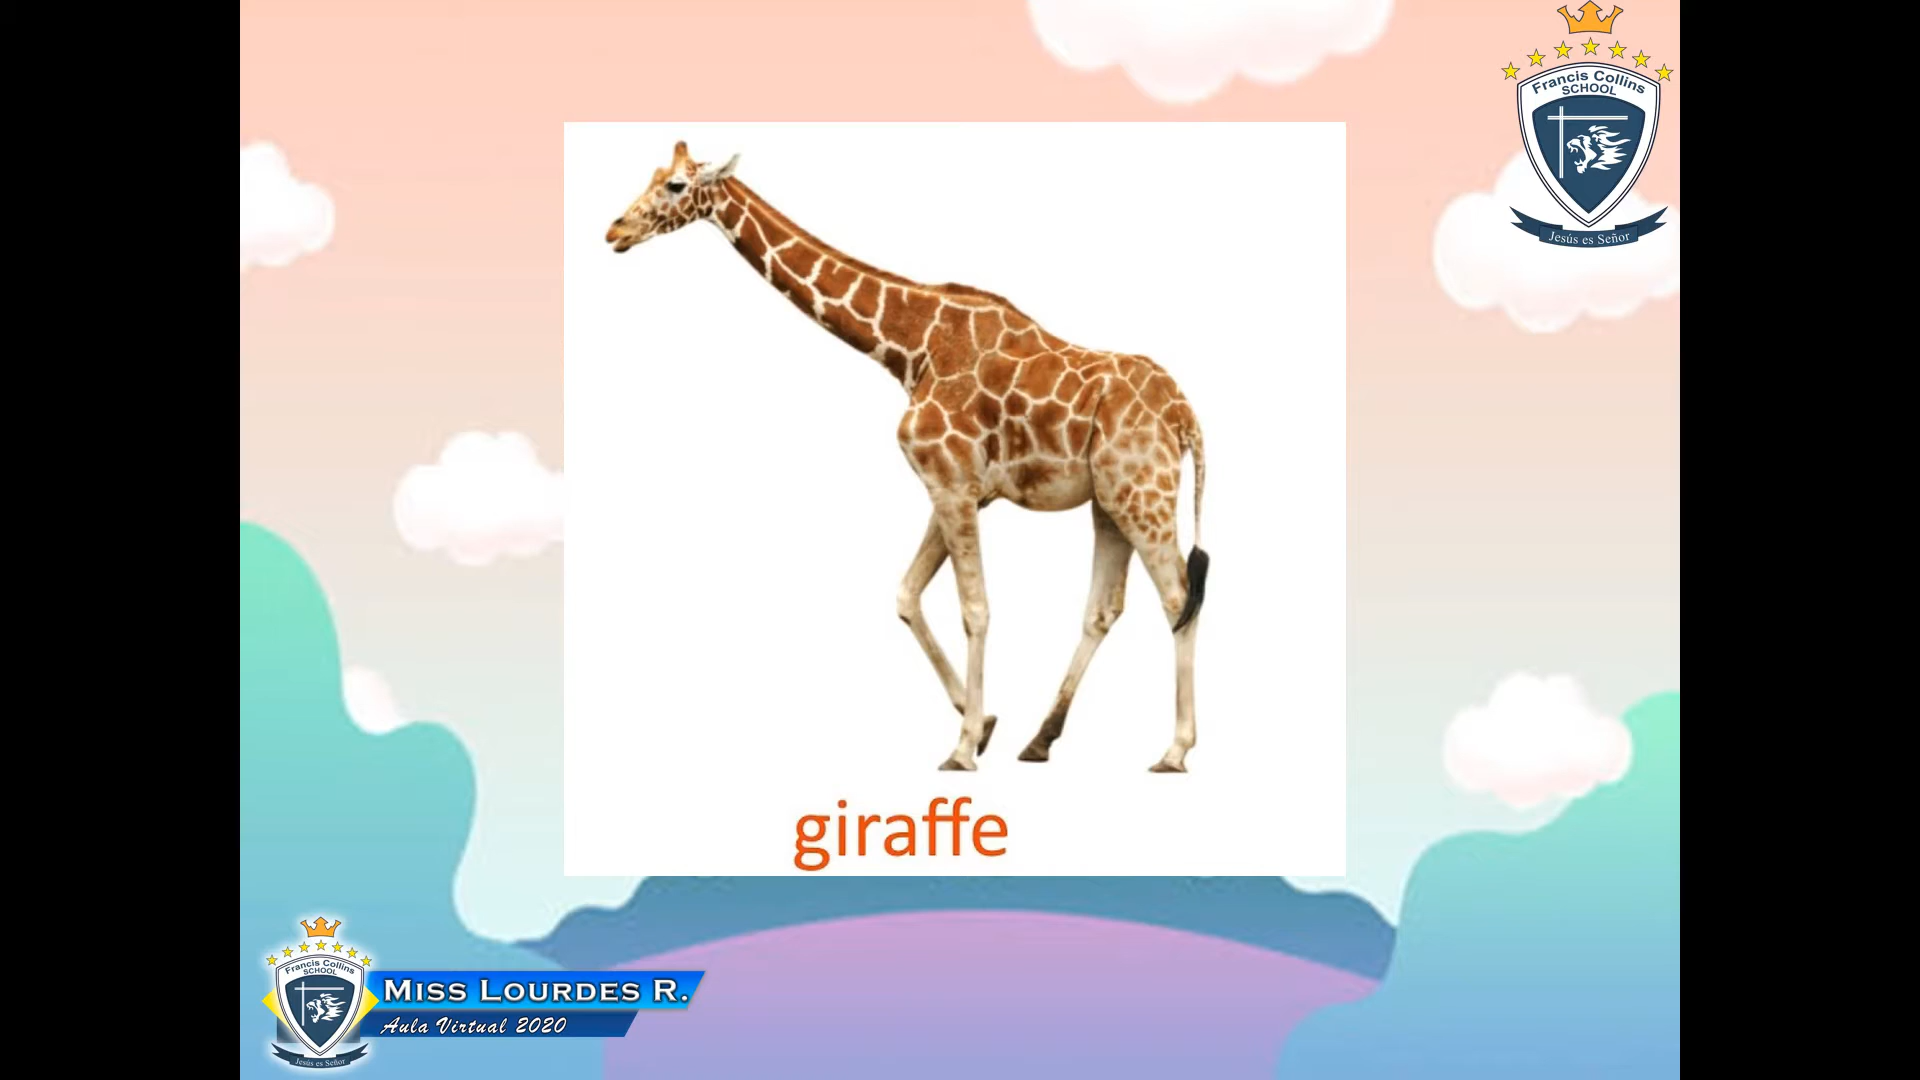 Francis Collins
SCHOOL
Jesús es Señor
giraffe
Francis Collins
SCHOOL
Jesús es Señor
MISS LOURDES R.
Aula Virtual 2020